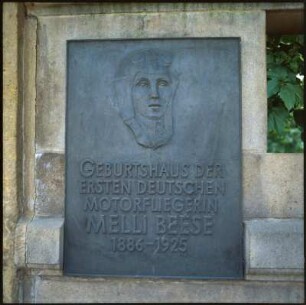 GEBURTSHAUS DER
ERSTEN DEUTSCHEN
MOTORFLIEGERIN
MELLI BEESE
1886-1925